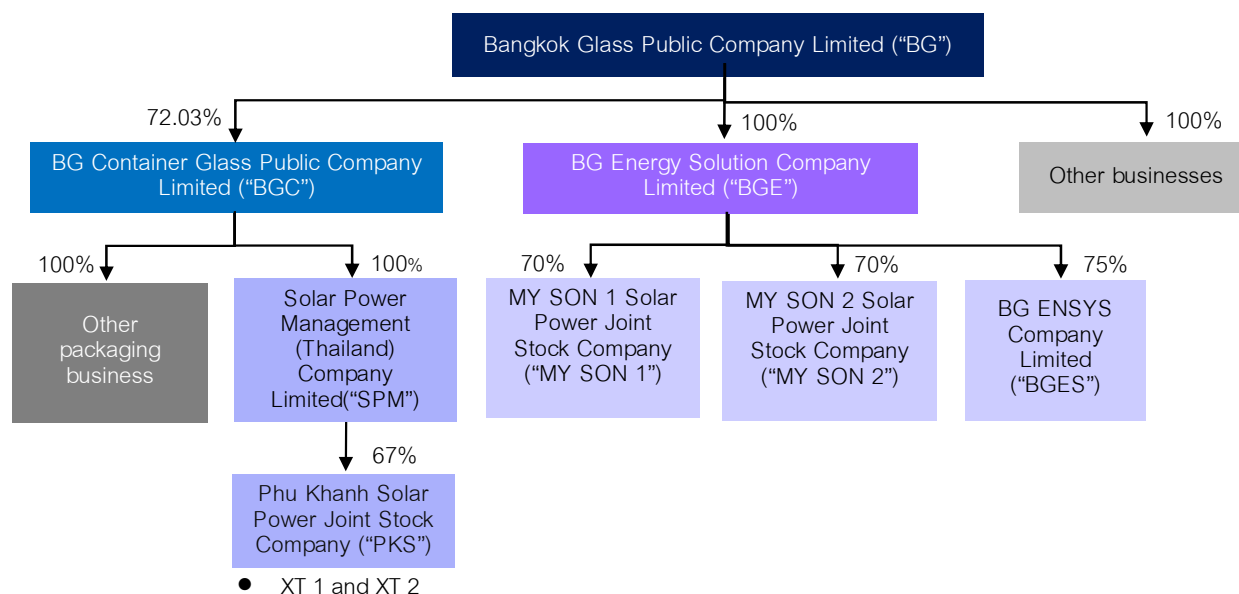 Bangkok Glass Public Company Limited (“BG”)
72.03%
100%
100%
BG Container Glass Public Company
Limited (“BGC”)
BG Energy Solution Company
Limited (“BGE”)
Other businesses
100%
100%
70%
70%
75%
Other
packaging
business
Solar Power
Management
(Thailand)
Company
Limited(“SPM”)
MY SON 1 Solar
Power Joint
Stock Company
(“MY SON 1”)
MY SON 2 Solar
Power Joint
Stock Company
(“MY SON 2”)
BG ENSYS
Company
Limited
(“BGES”)
67%
Phu Khanh Solar
Power Joint Stock
Company (“PKS”)
● XT 1 and XT 2